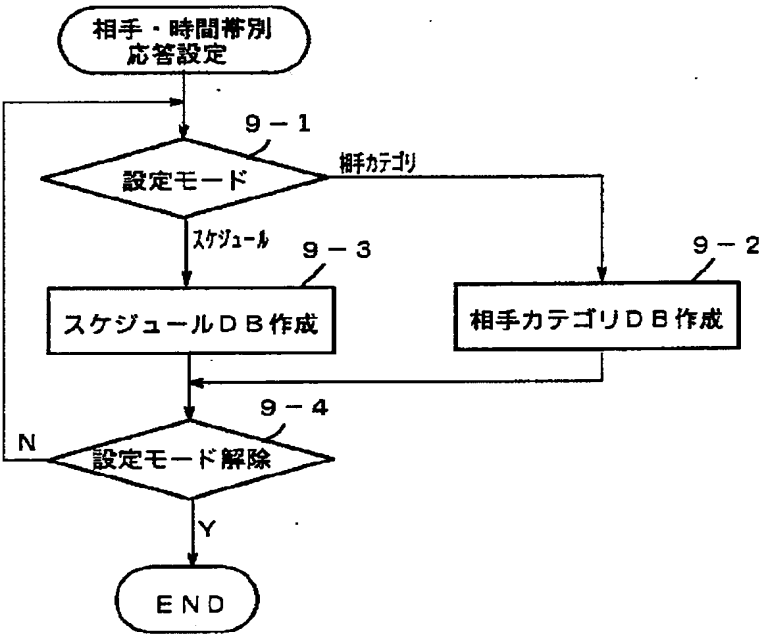 相手・時間帯別
応答設定
9-1
設定モード
相手カテゴリ
スケジュール
9-3
9-2
スケジュールDB作成
相手カテゴリDB作成
9-4
N
設定モード解除
Y
END